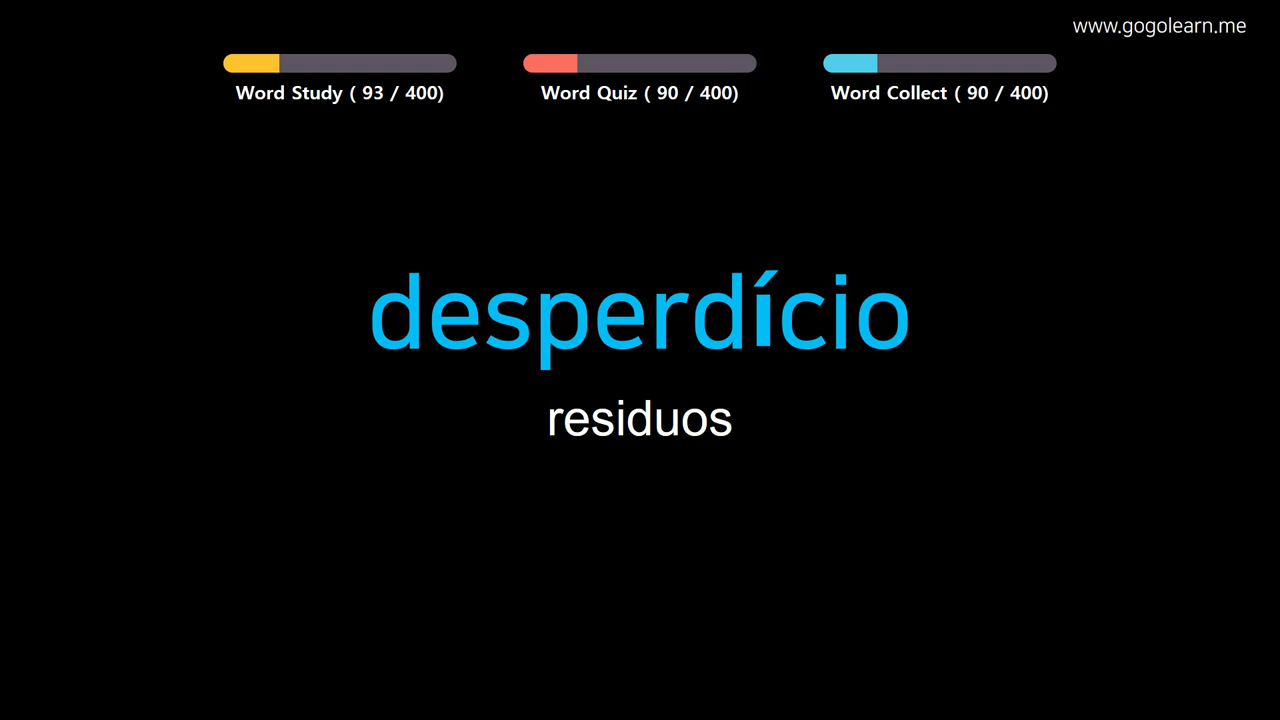 www.gogolearn.me
Word Study ( 93 / 400)
Word Quiz ( 90 / 400)
Word Collect ( 90 / 400)
desperdício
residuos